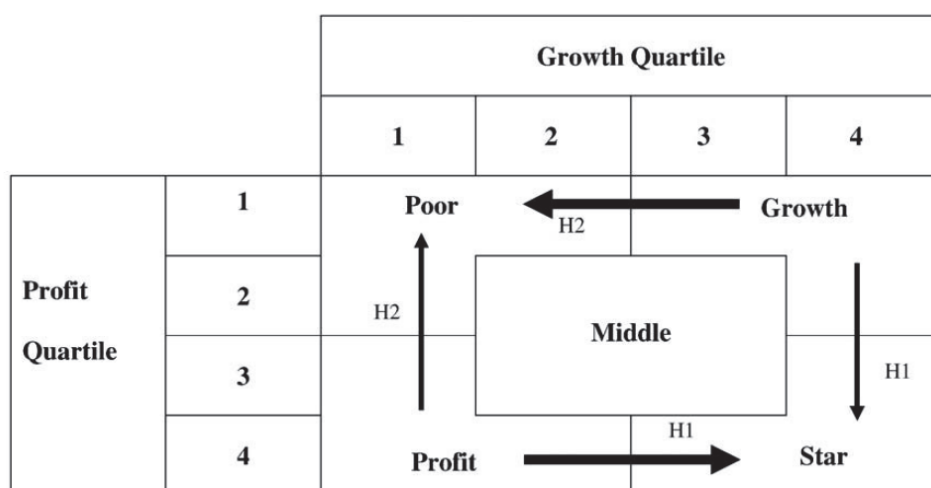 Growth Quartile
1 2 3 4
1 Poor Growth
H2
Profit
Quartile
2
H2
Middle
3
H1
H1
4 Profit Star